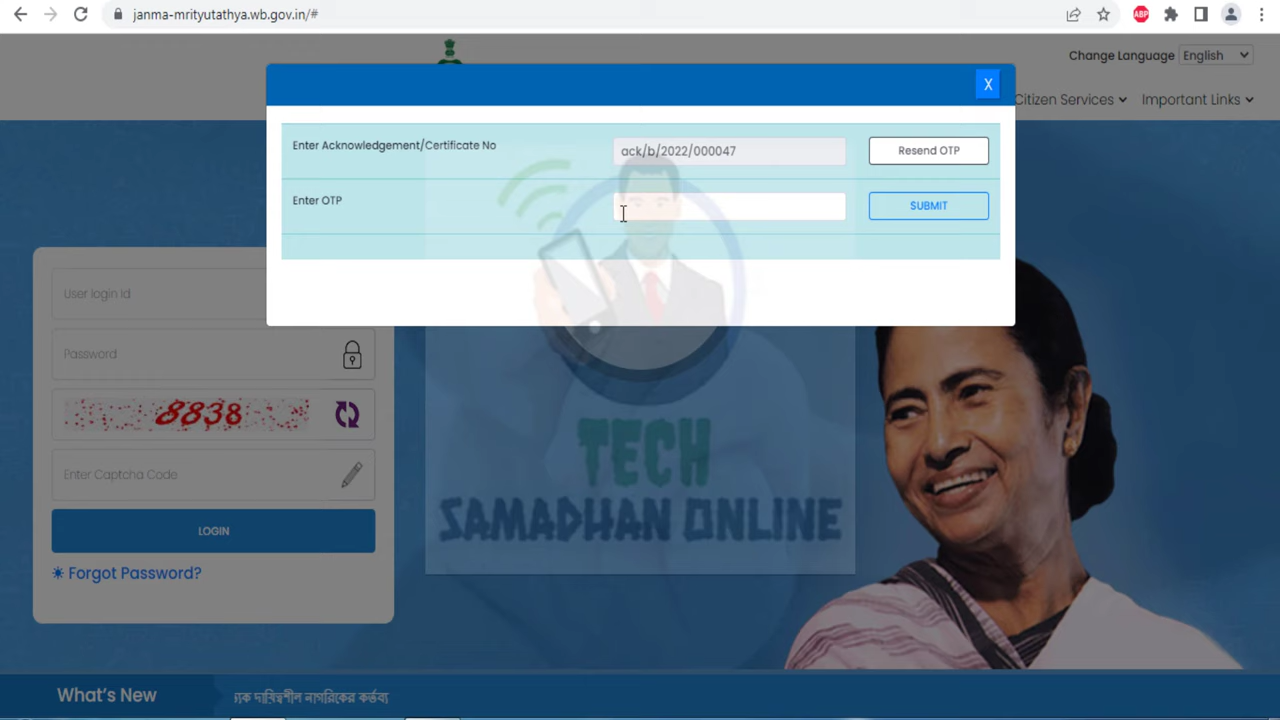 janma-mrityutathya.wb.gov.in/#
ABP
Change Language English
Citizen Services Important Links
X
Enter Acknowledgement/Certificate No ack/b/2022/000047 Resend OTP
Enter OTP SUBMIT
User login id
Password
8838
Enter Captcha Code
LOGIN
Forgot Password?
TECH
SAMADHAN ONLINE
What's New
দায়িত্বশীল নাগরিকের কর্তব্য